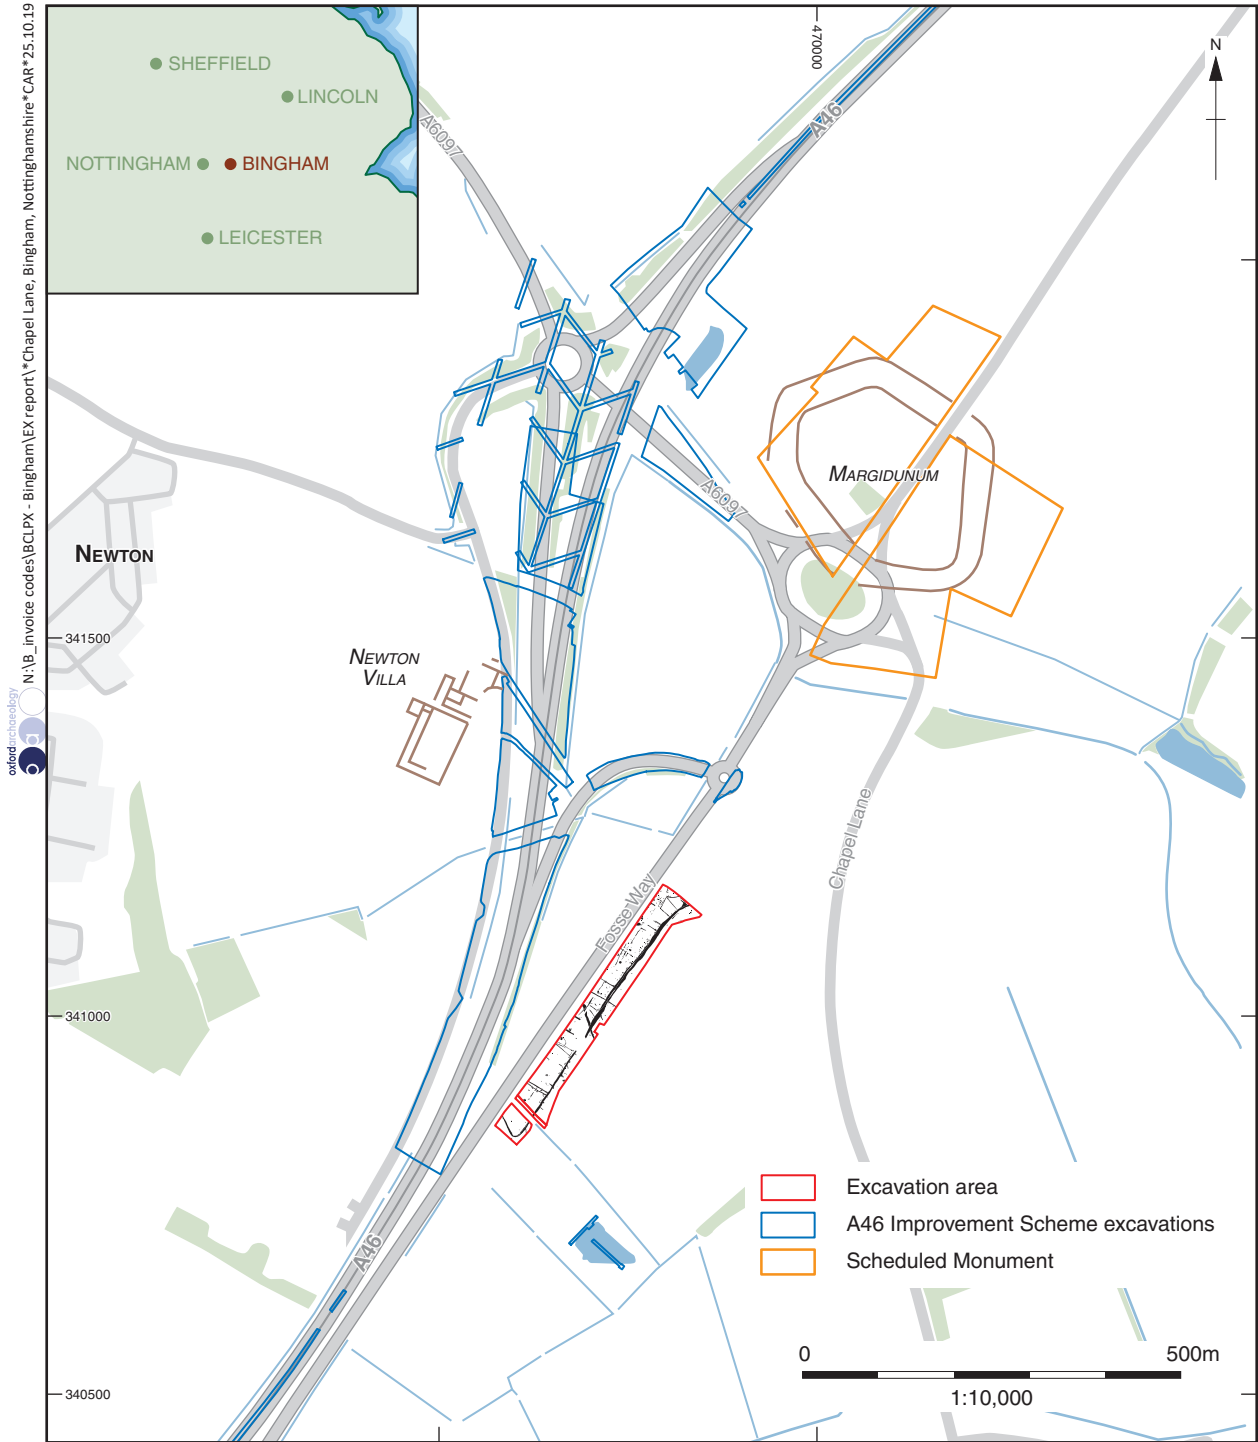 N:\B_invoice codes\BCLPX - Bingham\EX report\*Chapel Lane, Bingham, Nottinghamshire*CAR*25.10.19
oxfordarchaeology
SHEFFIELD
LINCOLN
NOTTINGHAM
BINGHAM
LEICESTER
470000
N
A6097
A46
MARGIDUNUM
A6097
NEWTON
341500
NEWTON
VILLA
Chapel Lane
Fosse Way
341000
A46
Excavation area
A46 Improvement Scheme excavations
Scheduled Monument
0
500m
1:10,000
340500